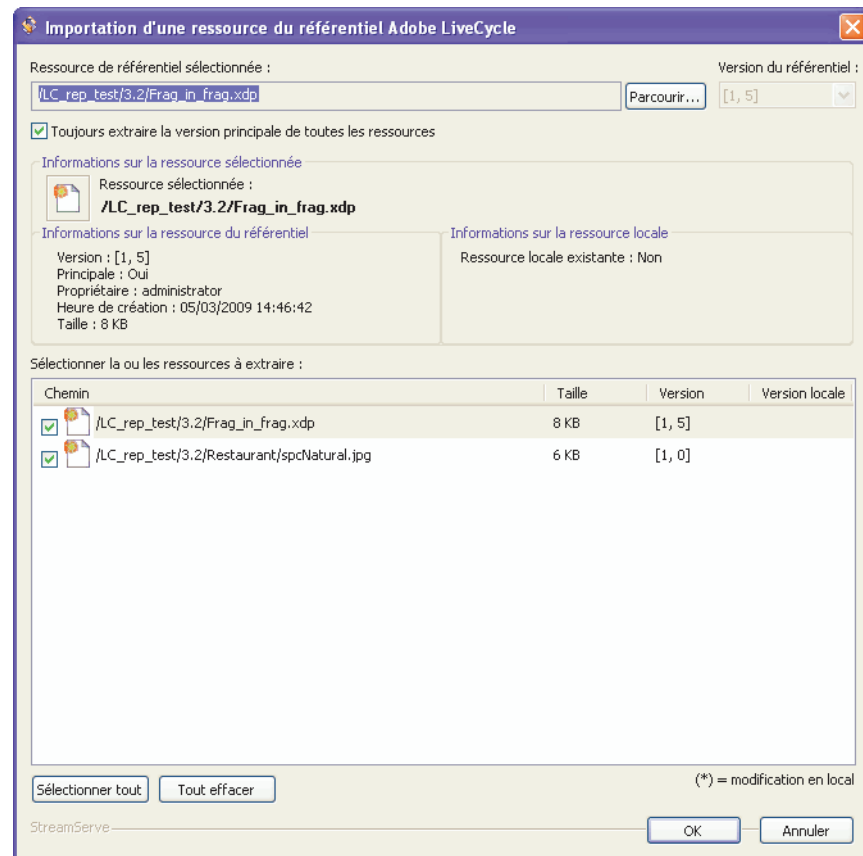 Importation d'une ressource du référentiel Adobe LiveCycle
Ressource de référentiel sélectionnée :
Version du référentiel :
/LC_rep_test/3.2/Frag_in_frag.xdp
Parcourir...
[1, 5]
Toujours extraire la version principale de toutes les ressources
Informations sur la ressource sélectionnée
Ressource sélectionnée :
/LC_rep_test/3.2/Frag_in_frag.xdp
Informations sur la ressource du référentiel
Version : [1, 5]
Principale : Oui
Propriétaire : administrator
Heure de création : 05/03/2009 14:46:42
Taille : 8 KB
Informations sur la ressource locale
Ressource locale existante : Non
Sélectionner la ou les ressources à extraire :
Chemin Taille Version Version locale
/LC_rep_test/3.2/Frag_in_frag.xdp 8 KB [1, 5]
/LC_rep_test/3.2/Restaurant/spcNatural.jpg 6 KB [1, 0]
Sélectionner tout
Tout effacer
(*) = modification en local
StreamServe
OK
Annuler